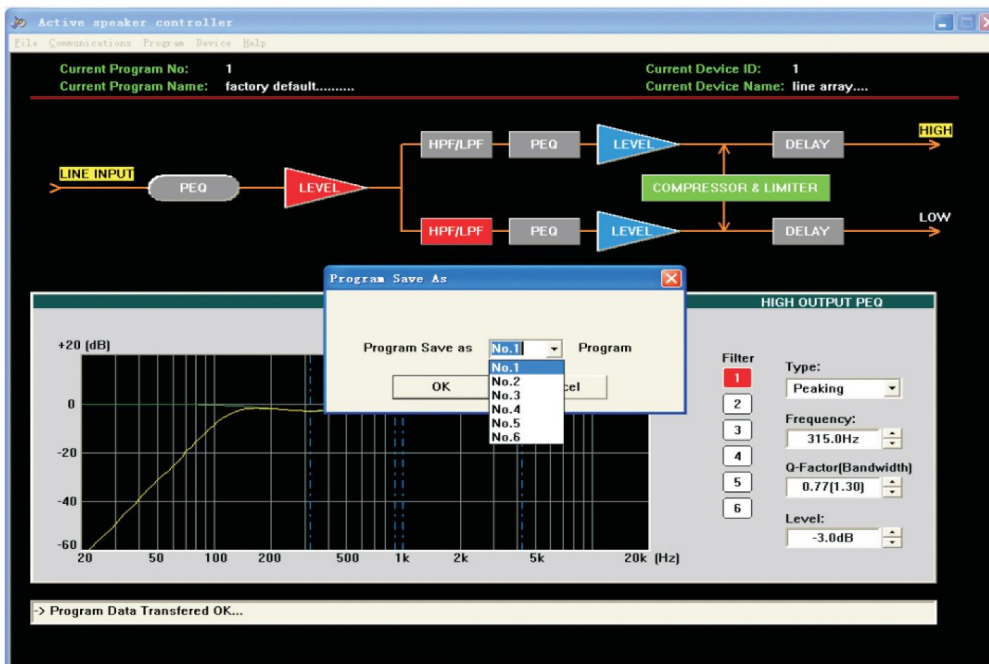 Active speaker controller
File Communications Program Device Help
Current Program No: 1
Current Device ID: 1
Current Program Name: factory default..........
Current Device Name: line array....
LINE INPUT
PEQ
LEVEL
HPF/LPF
PEQ
LEVEL
DELAY
HIGH
COMPRESSOR & LIMITER
HPF/LPF
PEQ
LEVEL
DELAY
LOW
Program Save As
Program Save as No.1 Program
No.1
No.2
No.3
No.4
No.5
No.6
OK
HIGH OUTPUT PEQ
+20 (dB)
0
-20
-40
-60
20 50 100 200 500 1k 2k 5k 20k (Hz)
Filter
1
2
3
4
5
6
Type:
Peaking
Frequency:
315.0Hz
Q-Factor(Bandwidth)
0.77(1.30)
Level:
-3.0dB
-> Program Data Transfered OK...